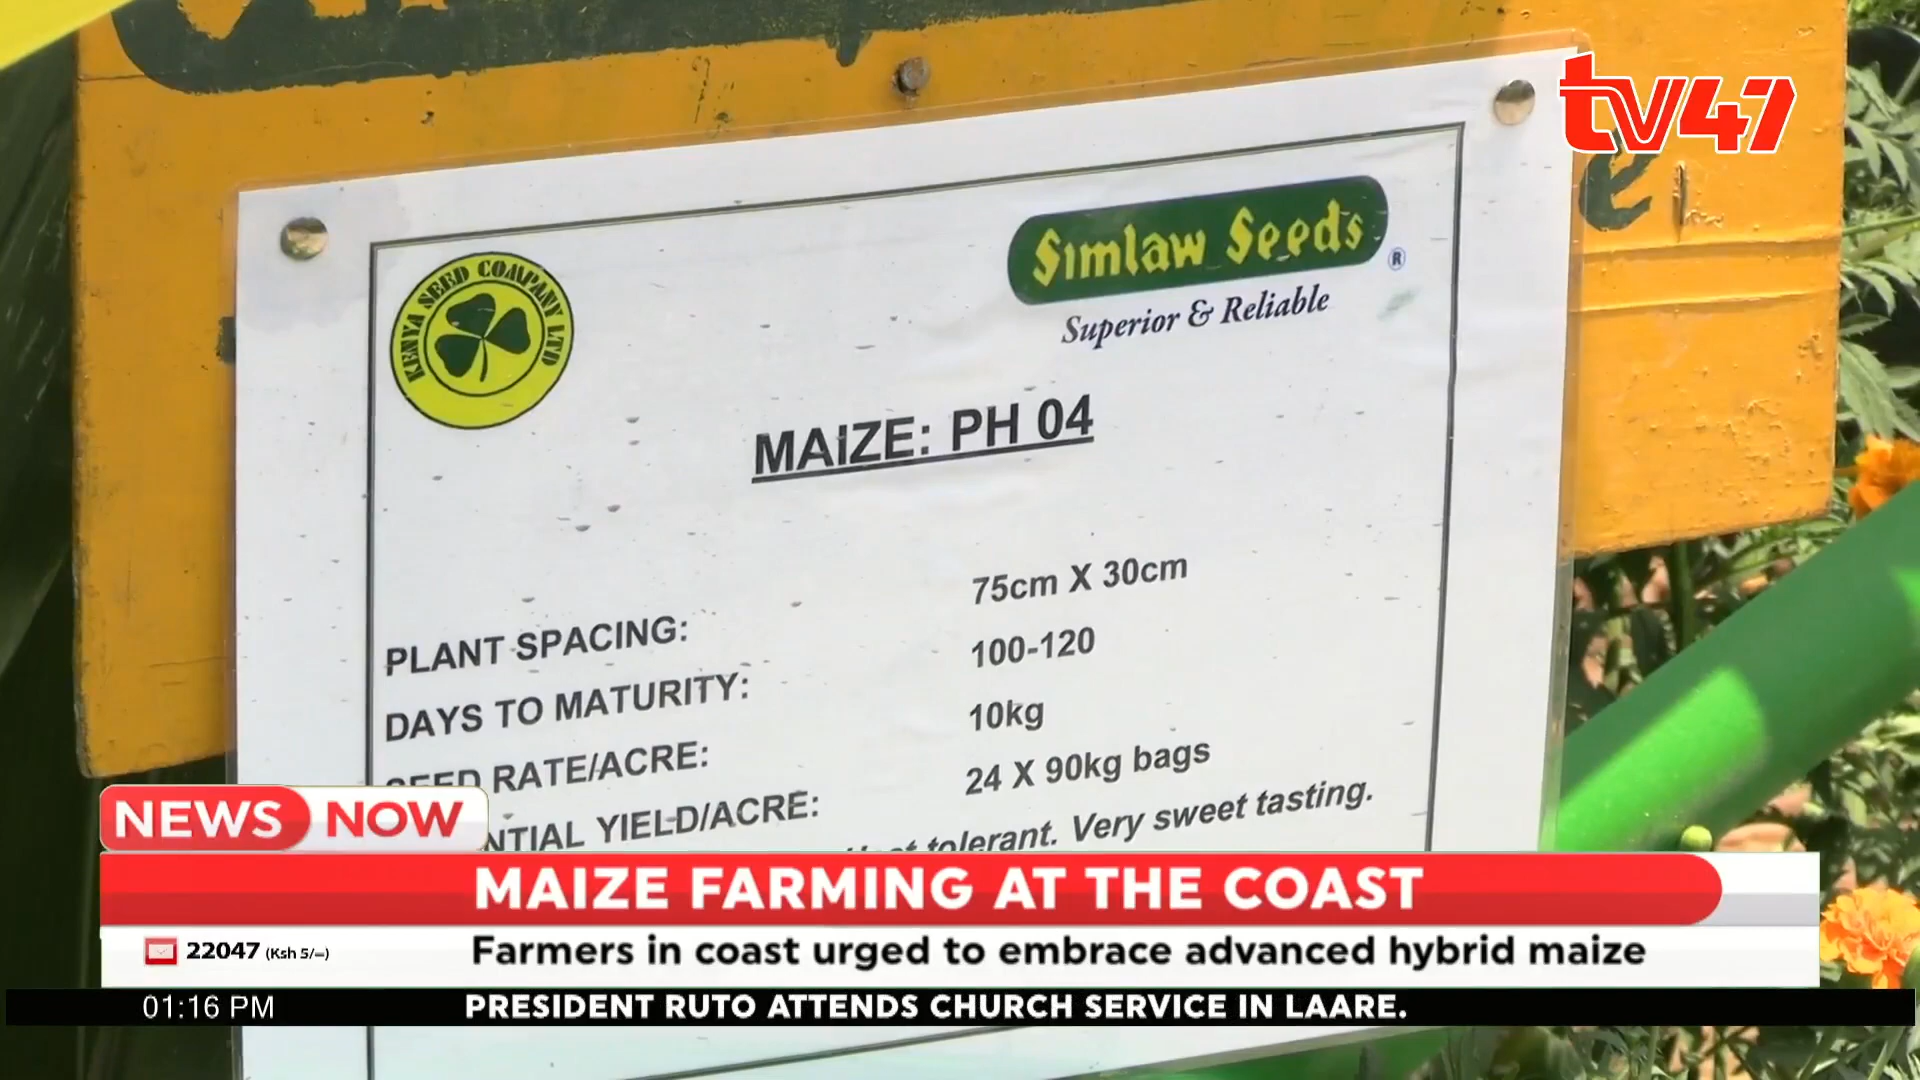 tv47
KENYA SEED COMPANY LTD
Simlaw Seeds
®
Superior & Reliable
MAIZE: PH 04
PLANT SPACING: 75cm X 30cm
DAYS TO MATURITY: 100-120
SEED RATE/ACRE: 10kg
NTIAL YIELD/ACRE: 24 X 90kg bags
tolerant. Very sweet tasting.
NEWS NOW
MAIZE FARMING AT THE COAST
22047 (Ksh 5/=)
Farmers in coast urged to embrace advanced hybrid maize
01:16 PM
PRESIDENT RUTO ATTENDS CHURCH SERVICE IN LAARE.